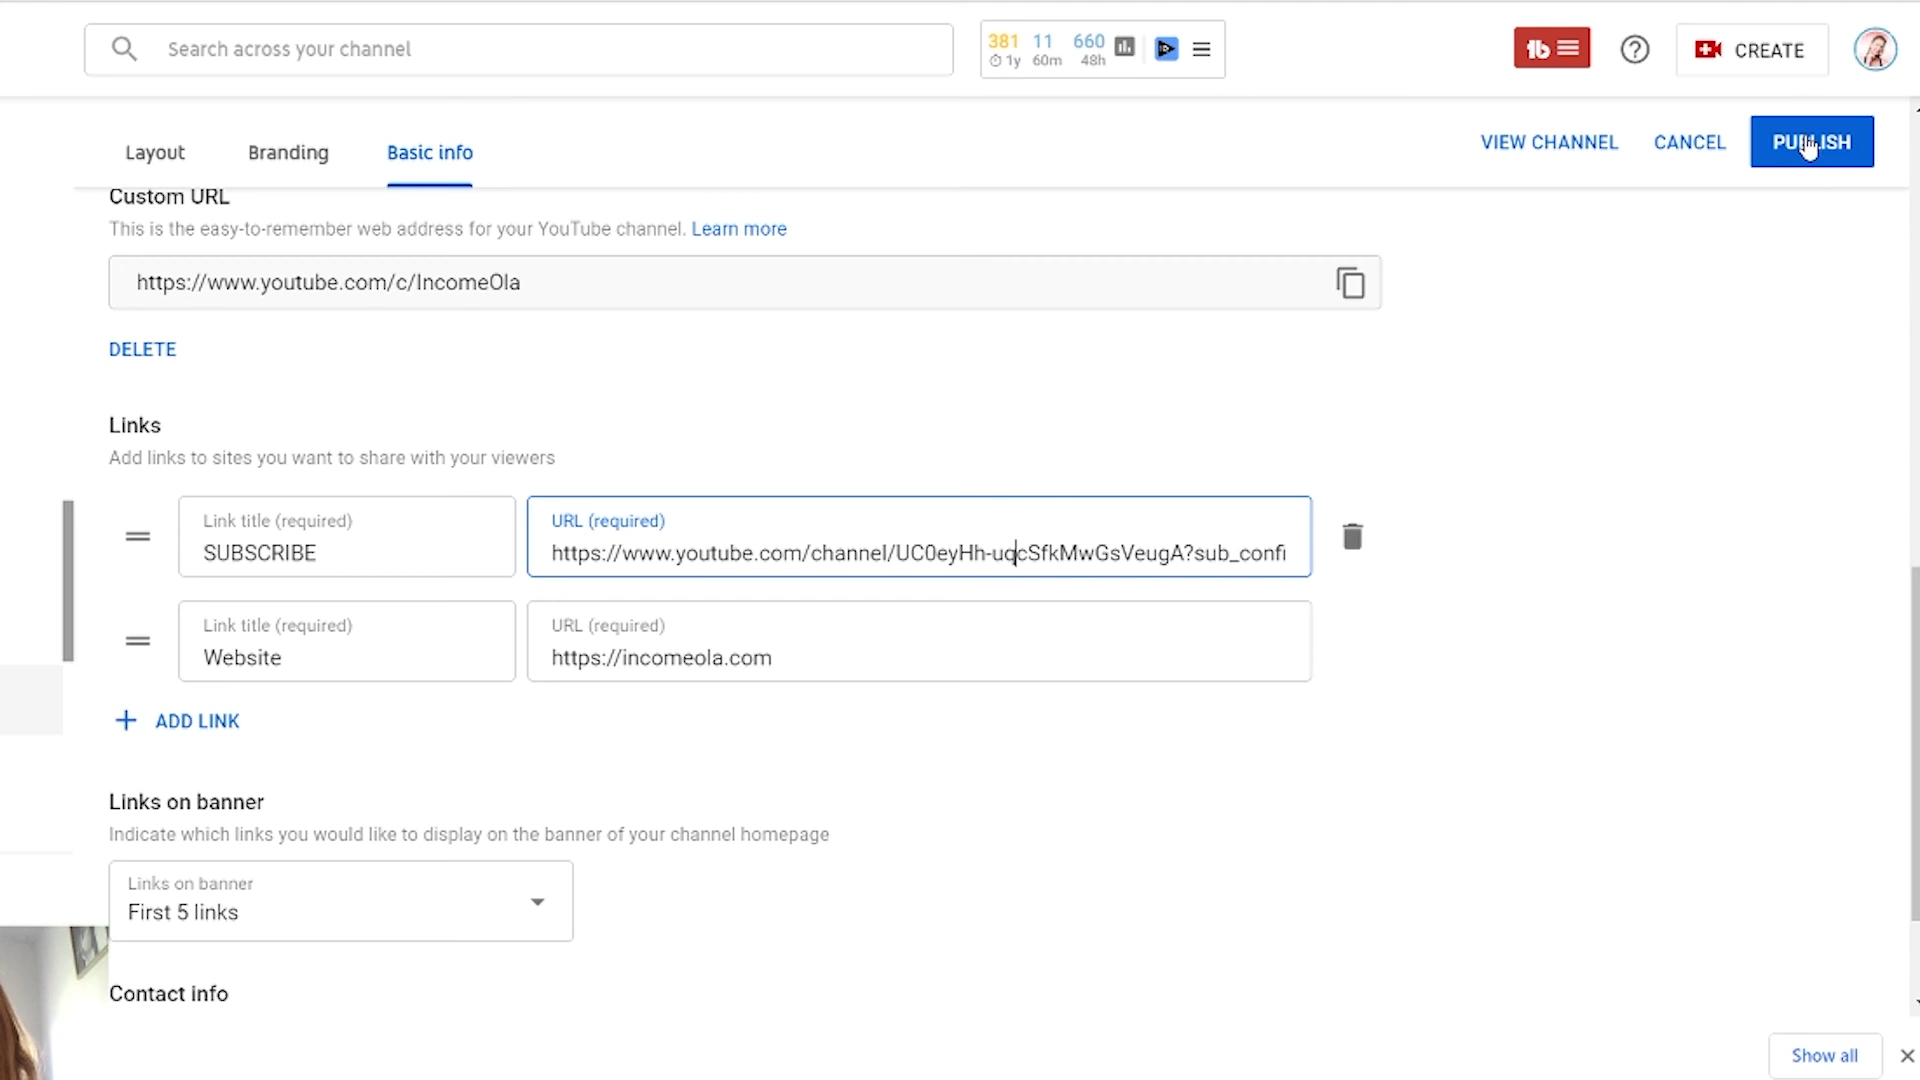 Search across your channel
381 11 660
1y 60m 48h
CREATE
Layout Branding Basic info
VIEW CHANNEL CANCEL PUBLISH
Custom URL
This is the easy-to-remember web address for your YouTube channel. Learn more
https://www.youtube.com/c/IncomeOla
DELETE
Links
Add links to sites you want to share with your viewers
Link title (required) URL (required)
SUBSCRIBE https://www.youtube.com/channel/UC0eyHh-uqcSfkMwGsVeugA?sub_confi
Link title (required) URL (required)
Website https://incomeola.com
ADD LINK
Links on banner
Indicate which links you would like to display on the banner of your channel homepage
Links on banner
First 5 links
Contact info
Show all